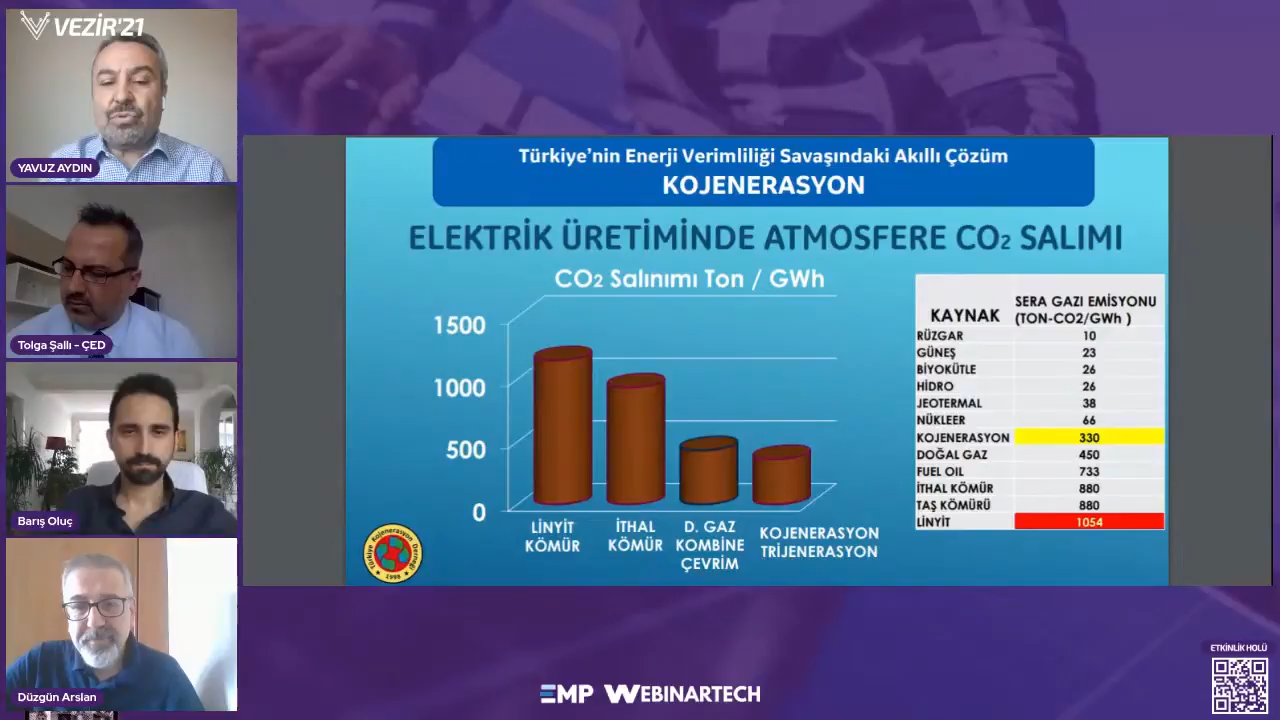 VEZİR'21
YAVUZ AYDIN
Tolga Şallı - ÇED
Barış Oluç
Düzgün Arslan
Türkiye'nin Enerji Verimliliği Savaşındaki Akıllı Çözüm
KOJENERASYON
ELEKTRİK ÜRETİMİNDE ATMOSFERE CO2 SALIMI
CO2 Salınımı Ton / GWh
1500
1000
500
0
LİNYİT
KÖMÜR
İTHAL
KÖMÜR
D. GAZ
KOMBİNE
ÇEVRİM
KOJENERASYON
TRİJENERASYON
KAYNAK SERA GAZI EMİSYONU
(TON-CO2/GWh )
RÜZGAR 10
GÜNEŞ 23
BİYOKÜTLE 26
HİDRO 26
JEOTERMAL 38
NÜKLEER 66
KOJENERASYON 330
DOĞAL GAZ 450
FUEL OIL 733
İTHAL KÖMÜR 880
TAŞ KÖMÜRÜ 880
LİNYİT 1054
Türkiye Kojenerasyon Derneği
1998
EMP WEBINARTECH
ETKİNLİK HOLÜ